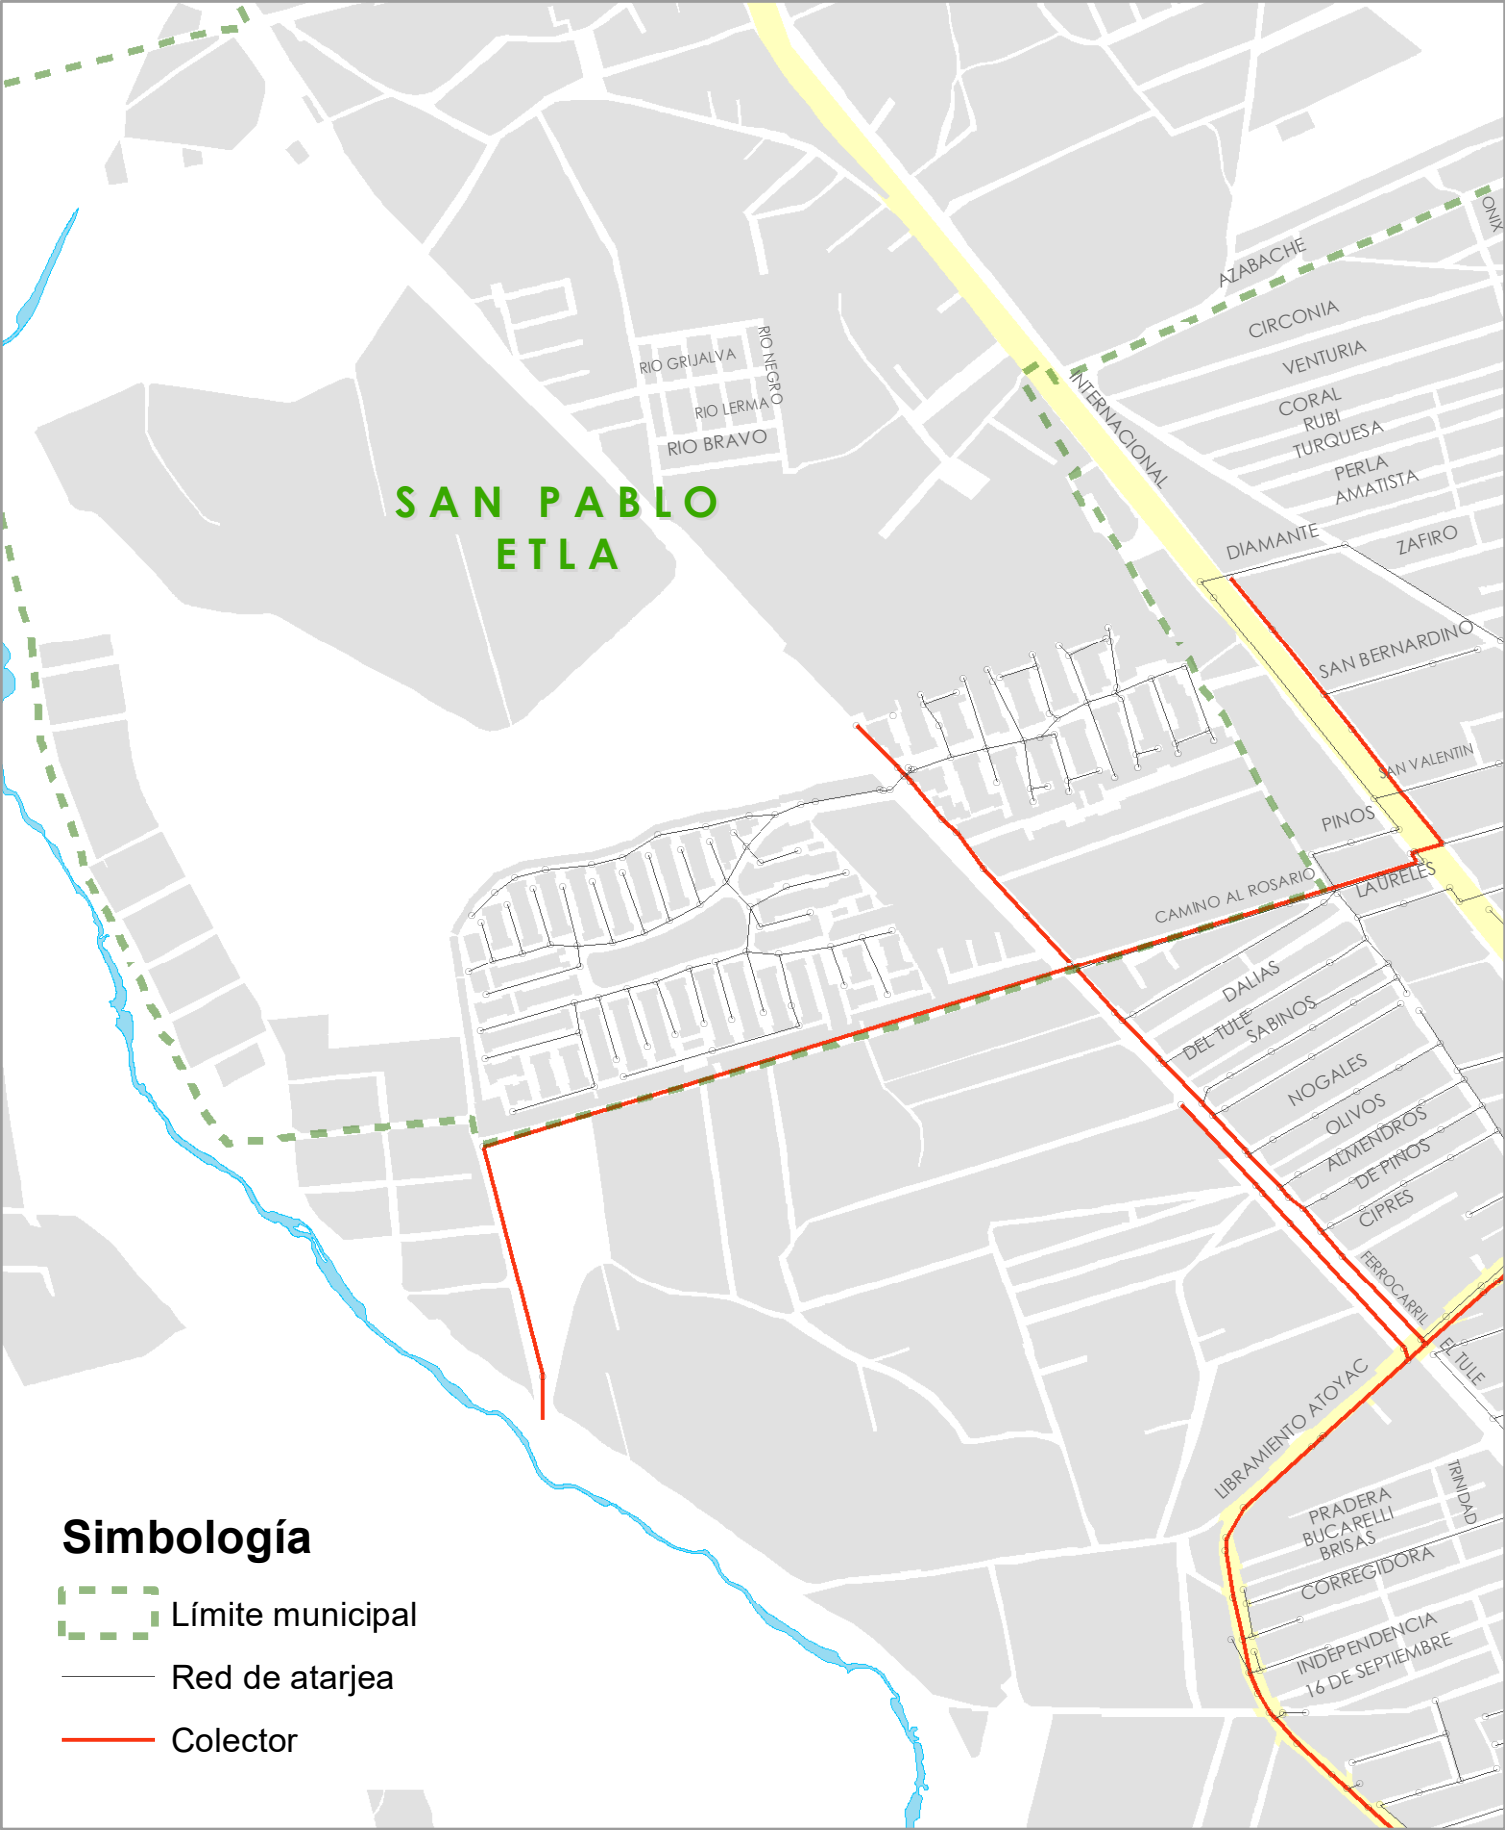 ONIX
AZABACHE
CIRCONIA
VENTURIA
RIO GRIJALVA
RIO NEGRO
RIO LERMA
RIO BRAVO
INTERNACIONAL
CORAL
RUBI
TURQUESA
PERLA
AMATISTA
SAN PABLO
ETLA
DIAMANTE
ZAFIRO
SAN BERNARDINO
SAN VALENTIN
PINOS
LAURELES
CAMINO AL ROSARIO
DALIAS
DEL TULE
SABINOS
NOGALES
OLIVOS
ALMENDROS
DE PINOS
CIPRES
FERROCARRIL
EL TULE
LIBRAMIENTO ATOYAC
TRINIDAD
PRADERA
BUCARELLI
BRISAS
CORREGIDORA
INDEPENDENCIA
16 DE SEPTIEMBRE
Simbología
Límite municipal
Red de atarjea
Colector